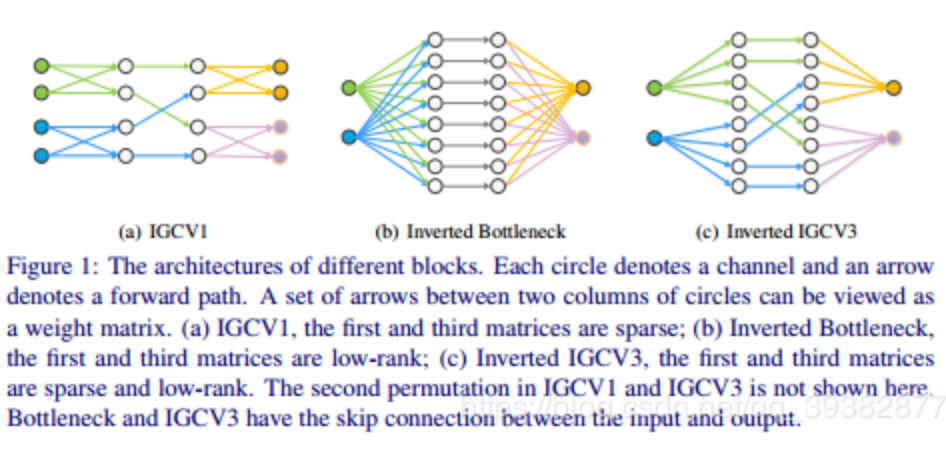 (a) IGCV1
(b) Inverted Bottleneck
(c) Inverted IGCV3
Figure 1: The architectures of different blocks. Each circle denotes a channel and an arrow
denotes a forward path. A set of arrows between two columns of circles can be viewed as
a weight matrix. (a) IGCV1, the first and third matrices are sparse; (b) Inverted Bottleneck,
the first and third matrices are low-rank; (c) Inverted IGCV3, the first and third matrices
are sparse and low-rank. The second permutation in IGCV1 and IGCV3 is not shown here.
Bottleneck and IGCV3 have the skip connection between the input and output.
https://blog.csdn.net/qq_39382877